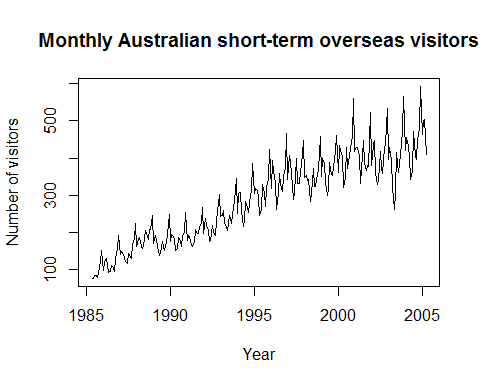 Monthly Australian short-term overseas visitors
Number of visitors
500
300
100
1985 1990 1995 2000 2005
Year